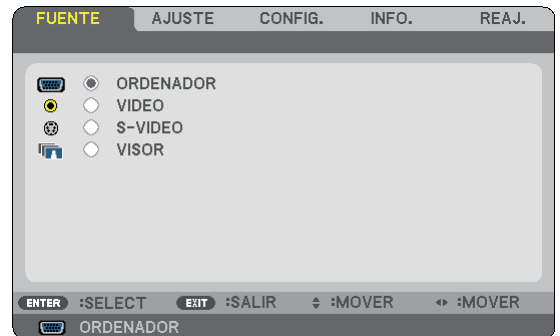 FUENTE AJUSTE CONFIG. INFO. REAJ.
ORDENADOR
VIDEO
S-VIDEO
VISOR
ENTER :SELECT EXIT :SALIR :MOVER :MOVER
ORDENADOR